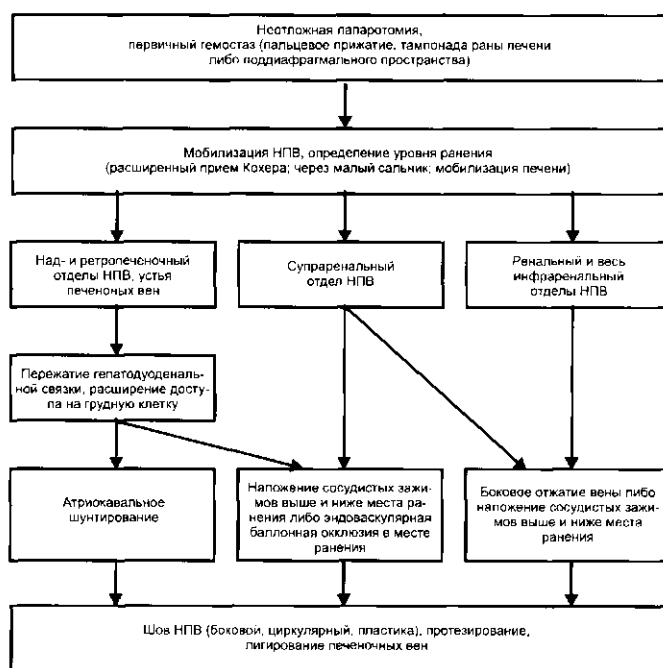 Неотложная лапаротомия,
первичный гемостаз (пальцевое прижатие, тампонада раны печени
либо поддиафрагмального пространства)
Мобилизация НПВ, определение уровня ранения
(расширенный прием Кохера; через малый сальник; мобилизация печени)
Над- и ретропеченочный
отделы НПВ, устья
печеночых вен
Супраренальный
отдел НПВ
Ренальный и весь
инфраренальный
отделы НПВ
Пережатие гепатодуоденаль-
ной связки, расширение досту-
па на грудную клетку
Атриокавальное
шунтирование
Наложение сосудистых зажи-
мов выше и ниже места ра-
нения либо эндоваскулярная
баллонная окклюзия в месте
ранения
Боковое отжатие вены либо
наложение сосудистых зажи-
мов выше и ниже места
ранения
Шов НПВ (боковой, циркулярный, пластика), протезирование,
лигирование печеночных вен